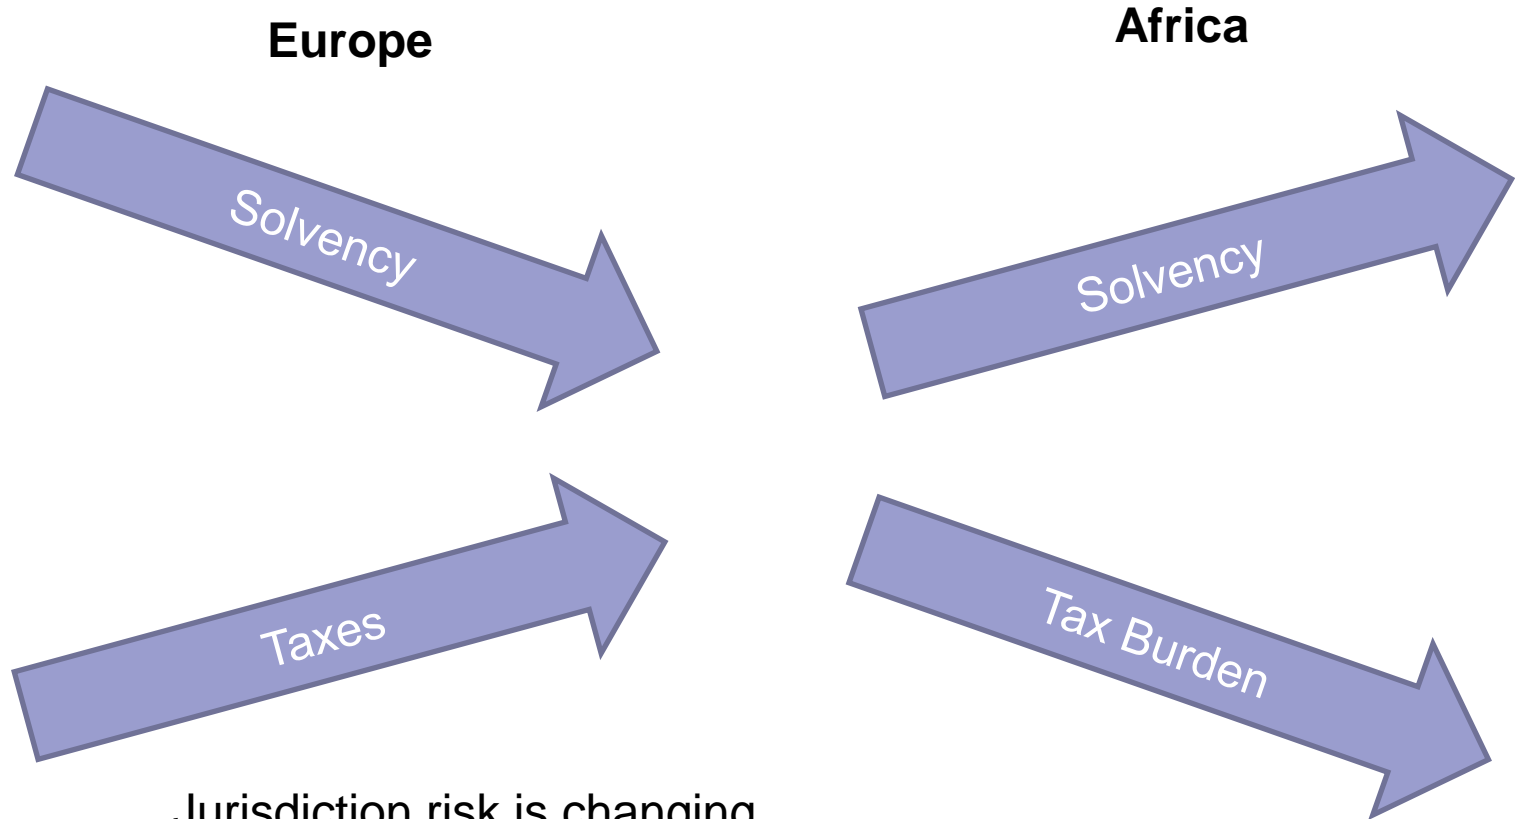 Europe
Solvency
Taxes
Africa
Solvency
Tax Burden
Jurisdiction risk is changing